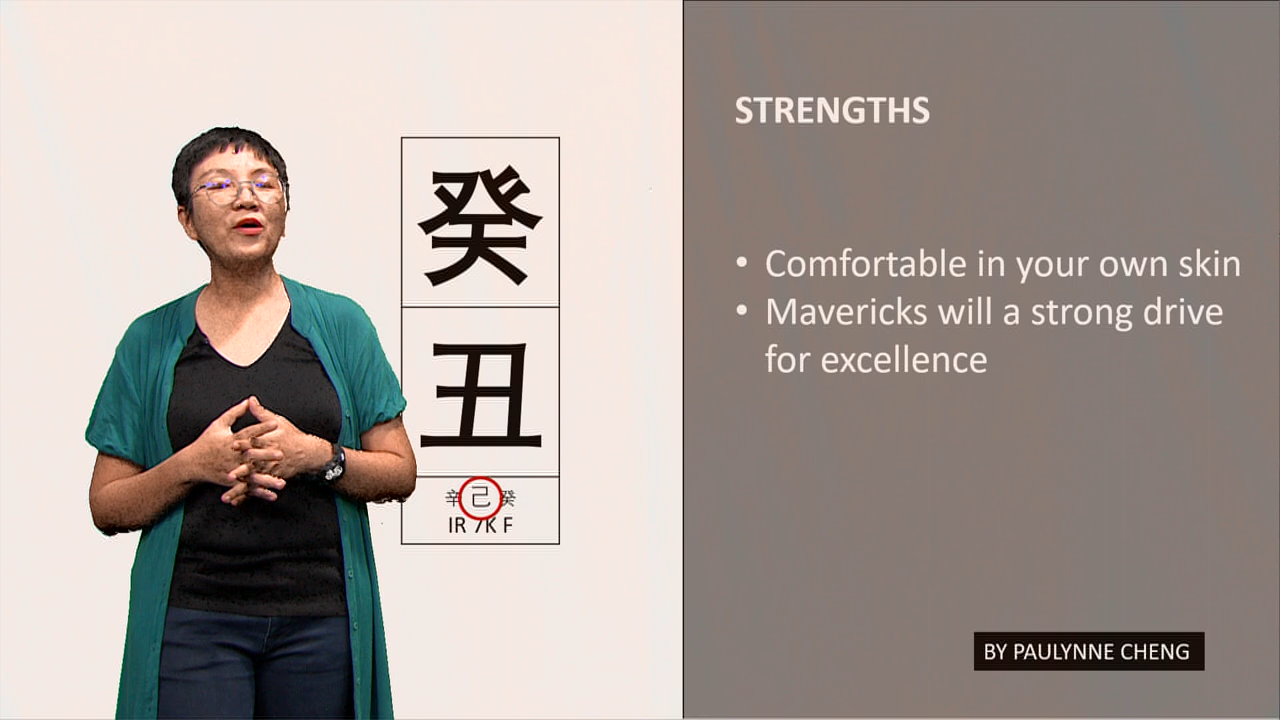 癸
丑
辛 己 癸
IR 7K F
STRENGTHS
• Comfortable in your own skin
• Mavericks will a strong drive
for excellence
BY PAULYNNE CHENG